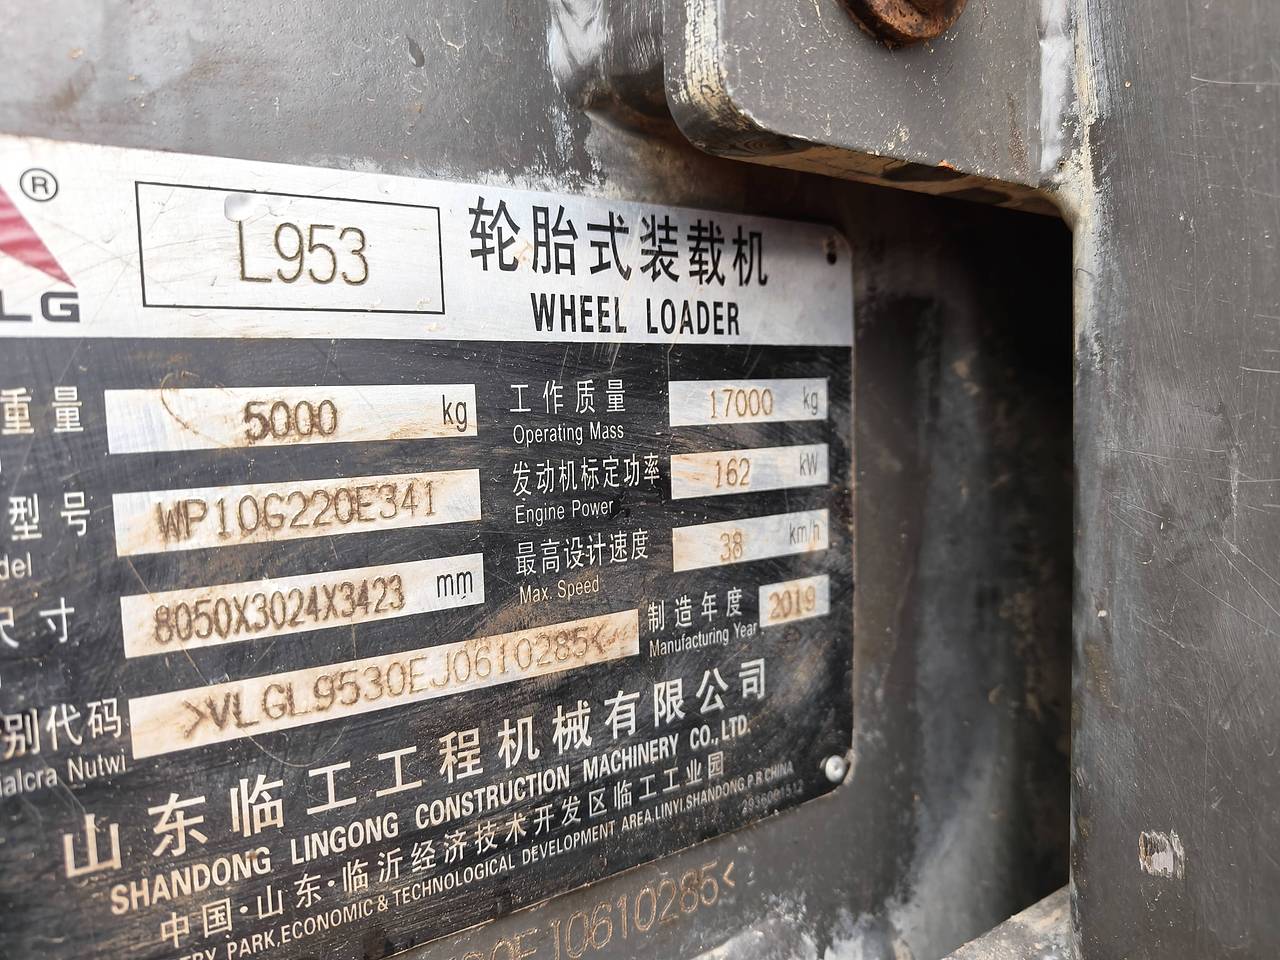 ®
LG
L953
轮胎式装载机
WHEEL LOADER
重量 5000 kg
工作质量 17000 kg
Operating Mass
型号 WP10G220E341
发动机标定功率 162 kW
Engine Power
尺寸 8050X3024X3423 mm
最高设计速度 38 km/h
Max. Speed
别代码 >VLGL9530EJ0610285<
制造年度 2019
Manufacturing Year
山东临工工程机械有限公司
SHANDONG LINGONG CONSTRUCTION MACHINERY CO.,LTD.
中国·山东·临沂经济技术开发区临工工业园
PARK,ECONOMIC & TECHNOLOGICAL DEVELOPMENT AREA.LINYI.SHANDONG.P.R.CHINA
J0610285<